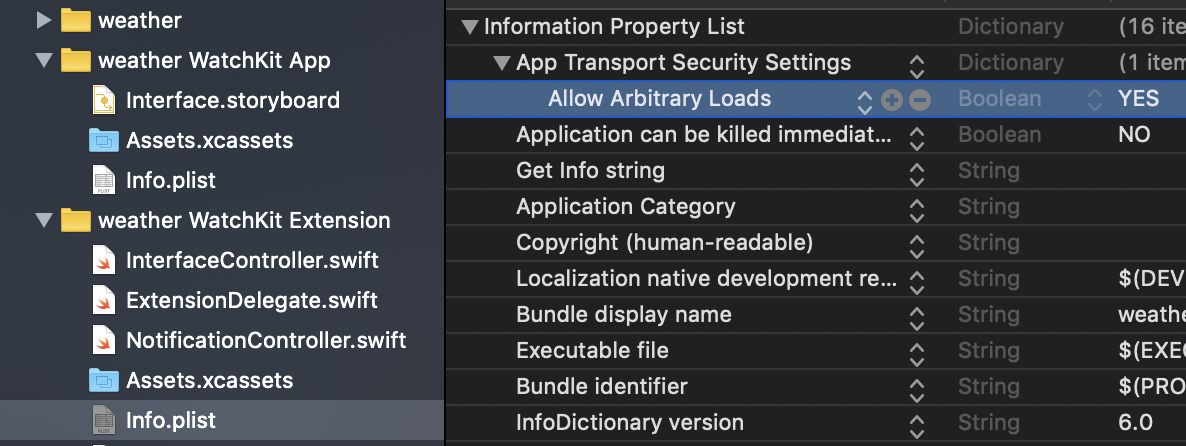 weather
weather WatchKit App
Interface.storyboard
Assets.xcassets
Info.plist
weather WatchKit Extension
InterfaceController.swift
ExtensionDelegate.swift
NotificationController.swift
Assets.xcassets
Info.plist
Information Property List Dictionary (16 ite
App Transport Security Settings Dictionary (1 item
Allow Arbitrary Loads Boolean YES
Application can be killed immediat... Boolean NO
Get Info string String
Application Category String
Copyright (human-readable) String
Localization native development re... String $(DEV
Bundle display name String weathe
Executable file String $(EXEC
Bundle identifier String $(PRO
InfoDictionary version String 6.0